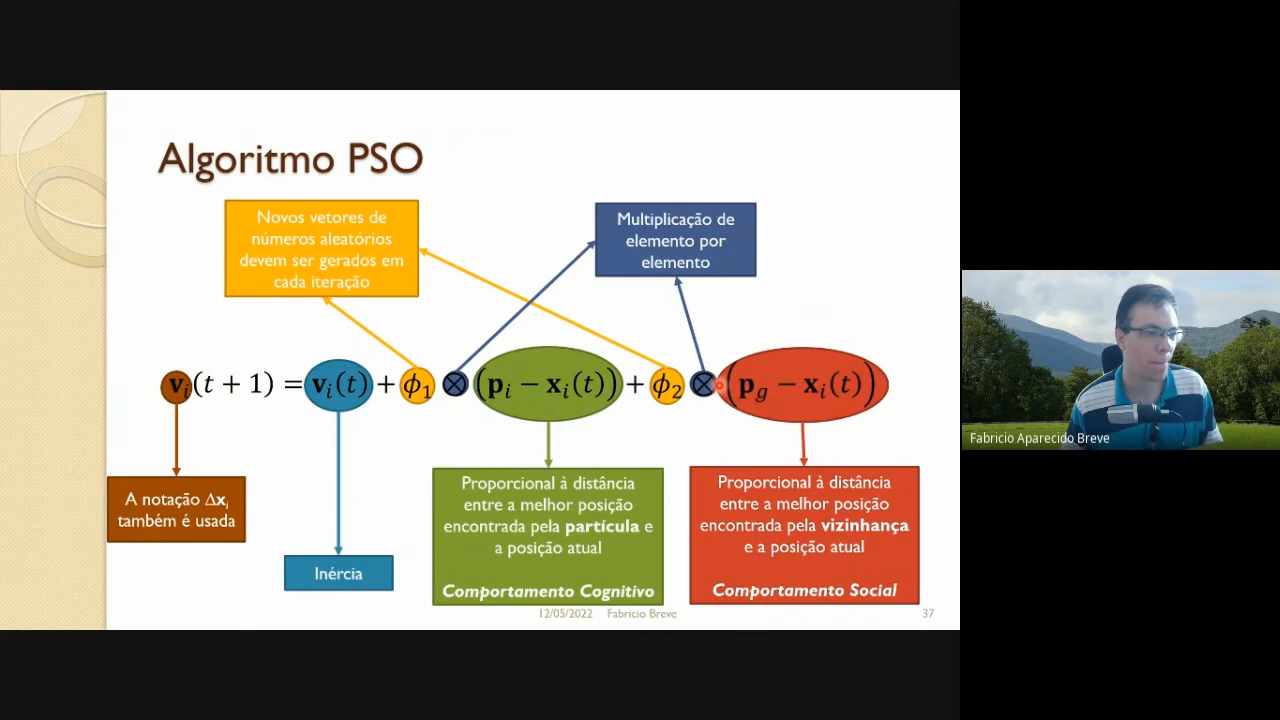 Algoritmo PSO
Novos vetores de
números aleatórios
devem ser gerados em
cada iteração
Multiplicação de
elemento por
elemento
𝐯ᵢ(t + 1) = 𝐯ᵢ(t) + ϕ₁ ⊗ (𝐩ᵢ − 𝐱ᵢ(t)) + ϕ₂ ⊗ (𝐩g − 𝐱ᵢ(t))
A notação Δxᵢ
também é usada
Inércia
Proporcional à distância
entre a melhor posição
encontrada pela partícula e
a posição atual
Comportamento Cognitivo
Proporcional à distância
entre a melhor posição
encontrada pela vizinhança
e a posição atual
Comportamento Social
12/05/2022 Fabricio Breve 37
Fabricio Aparecido Breve